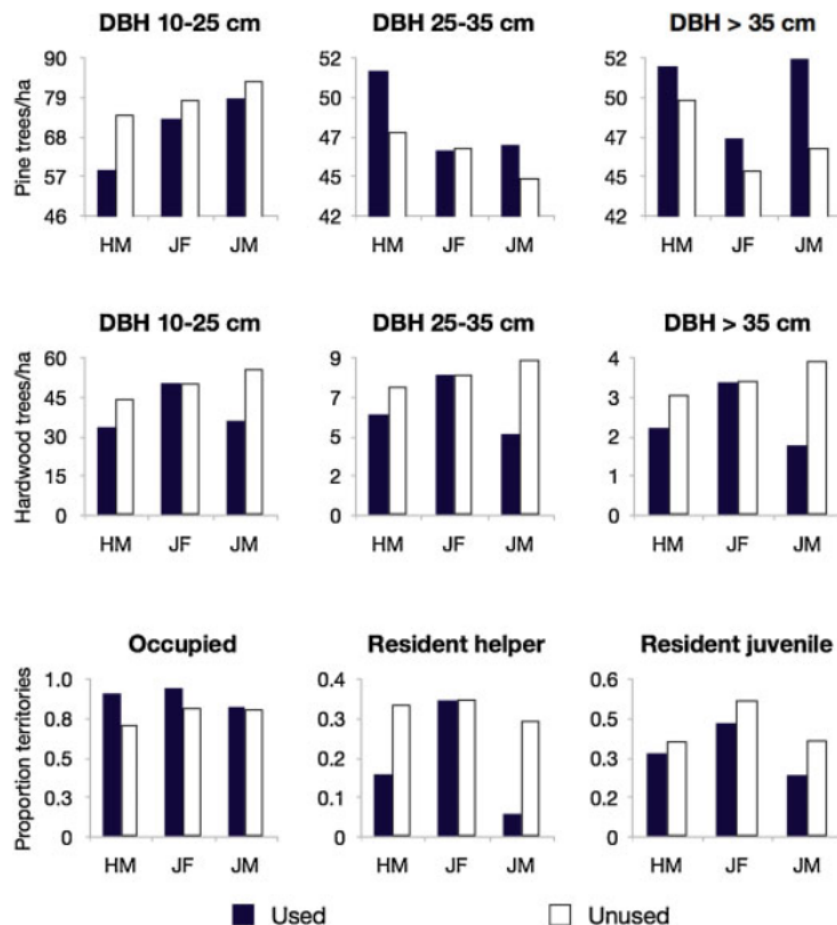 DBH 10-25 cm DBH 25-35 cm DBH > 35 cm
Pine trees/ha
90 79 68 57 46
52 50 47 45 42
52 50 47 45 42
HM JF JM HM JF JM HM JF JM
DBH 10-25 cm DBH 25-35 cm DBH > 35 cm
Hardwood trees/ha
60 45 30 15 0
9 7 5 2 0
4 3 2 1 0
HM JF JM HM JF JM HM JF JM
Occupied Resident helper Resident juvenile
Proportion territories
1.0 0.8 0.5 0.3 0
0.4 0.3 0.2 0.1 0
0.6 0.5 0.3 0.2 0
HM JF JM HM JF JM HM JF JM
Used Unused